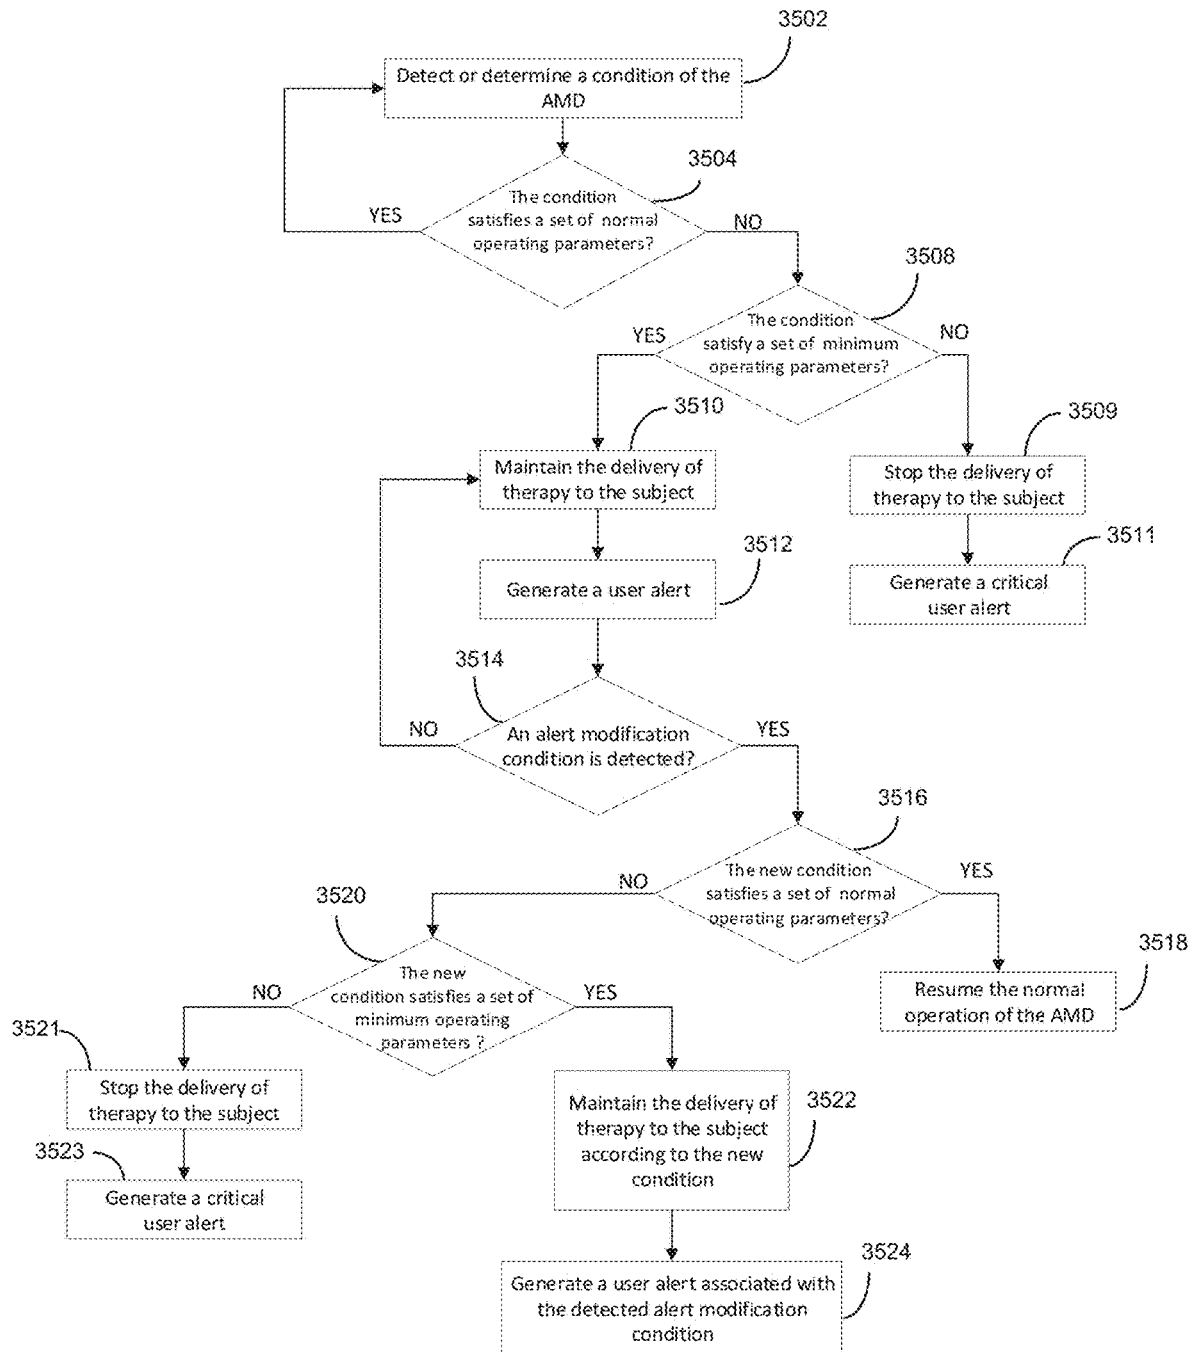 3502
Detect or determine a condition of the
AMD
3504
The condition
satisfies a set of normal
operating parameters?
YES
NO
3508
The condition
satisfy a set of minimum
operating parameters?
YES
NO
3510
Maintain the delivery of
therapy to the subject
3509
Stop the delivery of
therapy to the subject
3512
Generate a user alert
3511
Generate a critical
user alert
3514
An alert modification
condition is detected?
NO
YES
3516
The new condition
satisfies a set of normal
operating parameters?
NO
YES
3518
Resume the normal
operation of the AMD
3520
The new
condition satisfies a set of
minimum operating
parameters ?
NO
YES
3521
Stop the delivery of
therapy to the subject
3522
Maintain the delivery of
therapy to the subject
according to the new
condition
3523
Generate a critical
user alert
3524
Generate a user alert associated with
the detected alert modification
condition